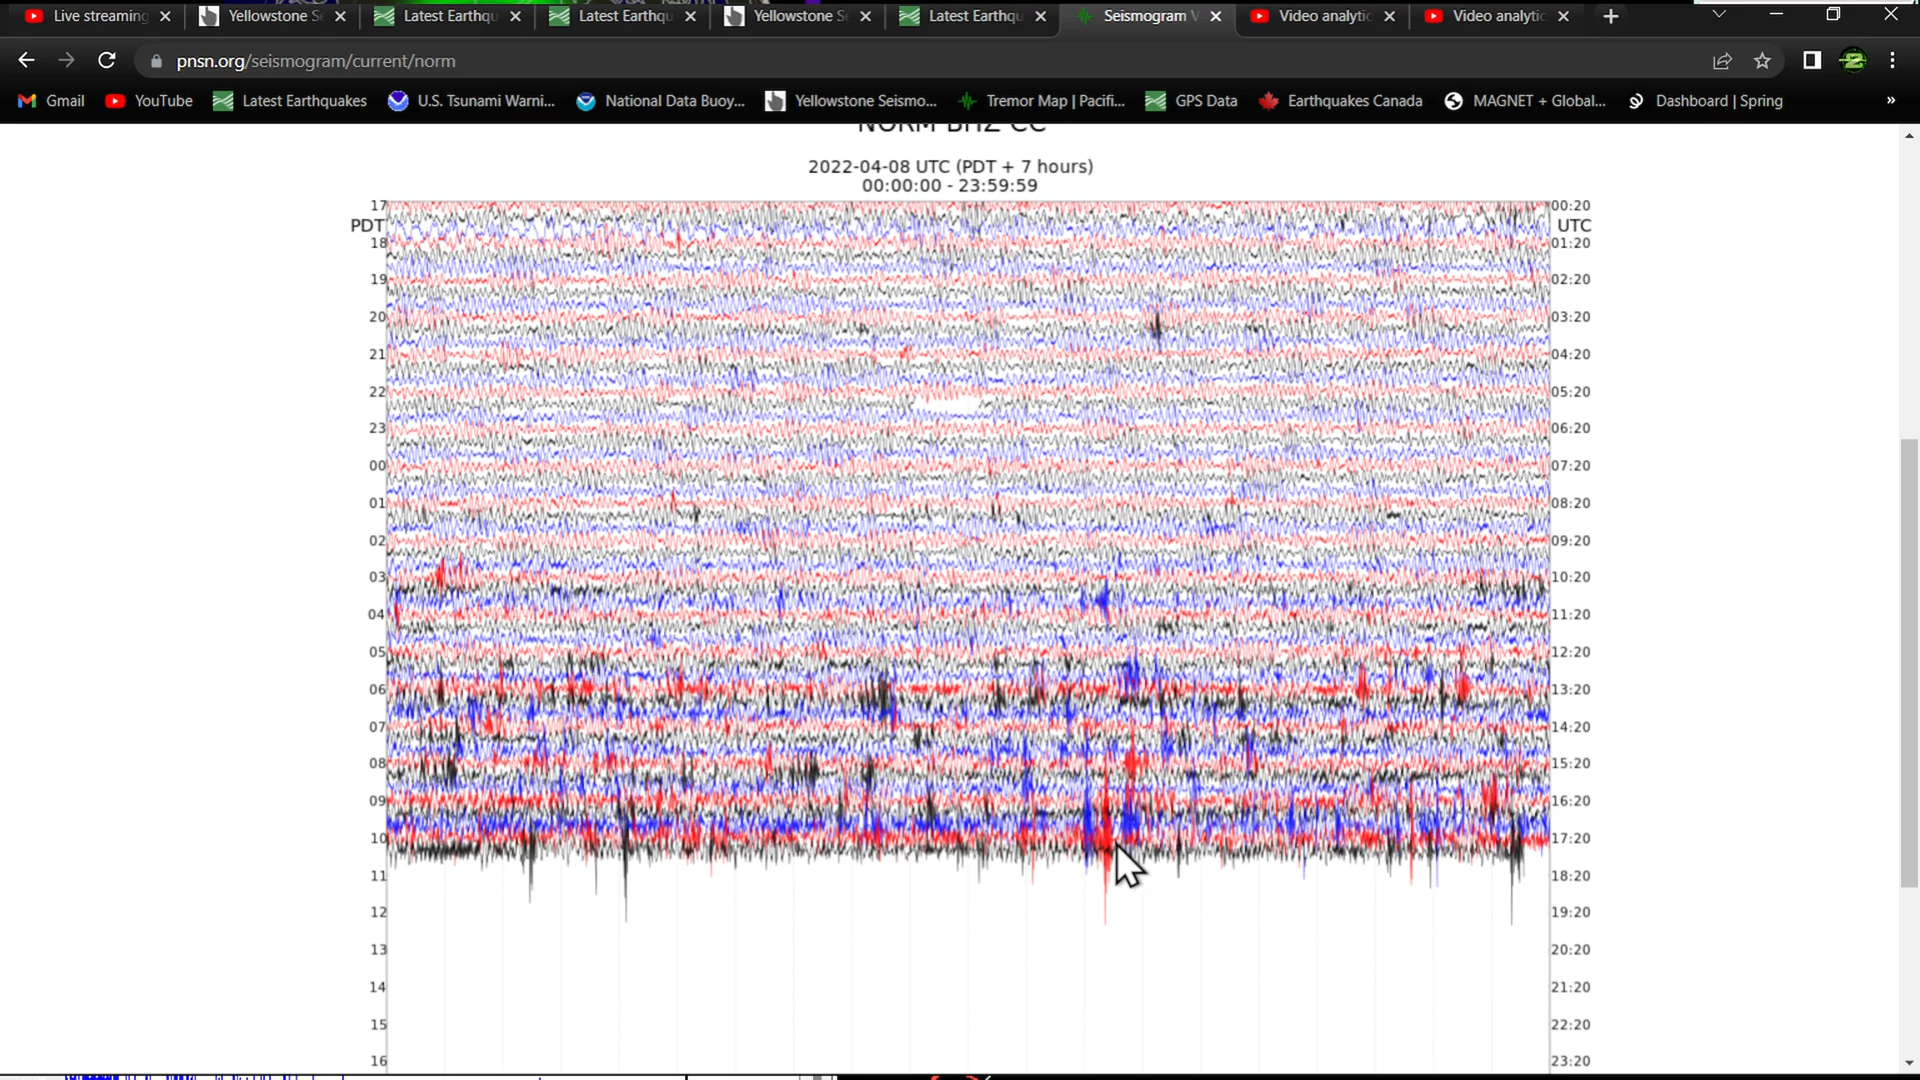 Live streaming
Yellowstone Se
Latest Earthqu
Latest Earthqu
Yellowstone Se
Latest Earthqu
Seismogram V
Video analytic
Video analytic
pnsn.org/seismogram/current/norm
Gmail
YouTube
Latest Earthquakes
U.S. Tsunami Warni...
National Data Buoy...
Yellowstone Seismo...
Tremor Map | Pacifi...
GPS Data
Earthquakes Canada
MAGNET + Global...
Dashboard | Spring
»
NORM BHZ CC
2022-04-08 UTC (PDT + 7 hours)
00:00:00 - 23:59:59
17 00:20
PDT UTC
18 01:20
19 02:20
20 03:20
21 04:20
22 05:20
23 06:20
00 07:20
01 08:20
02 09:20
03 10:20
04 11:20
05 12:20
06 13:20
07 14:20
08 15:20
09 16:20
10 17:20
11 18:20
12 19:20
13 20:20
14 21:20
15 22:20
16 23:20